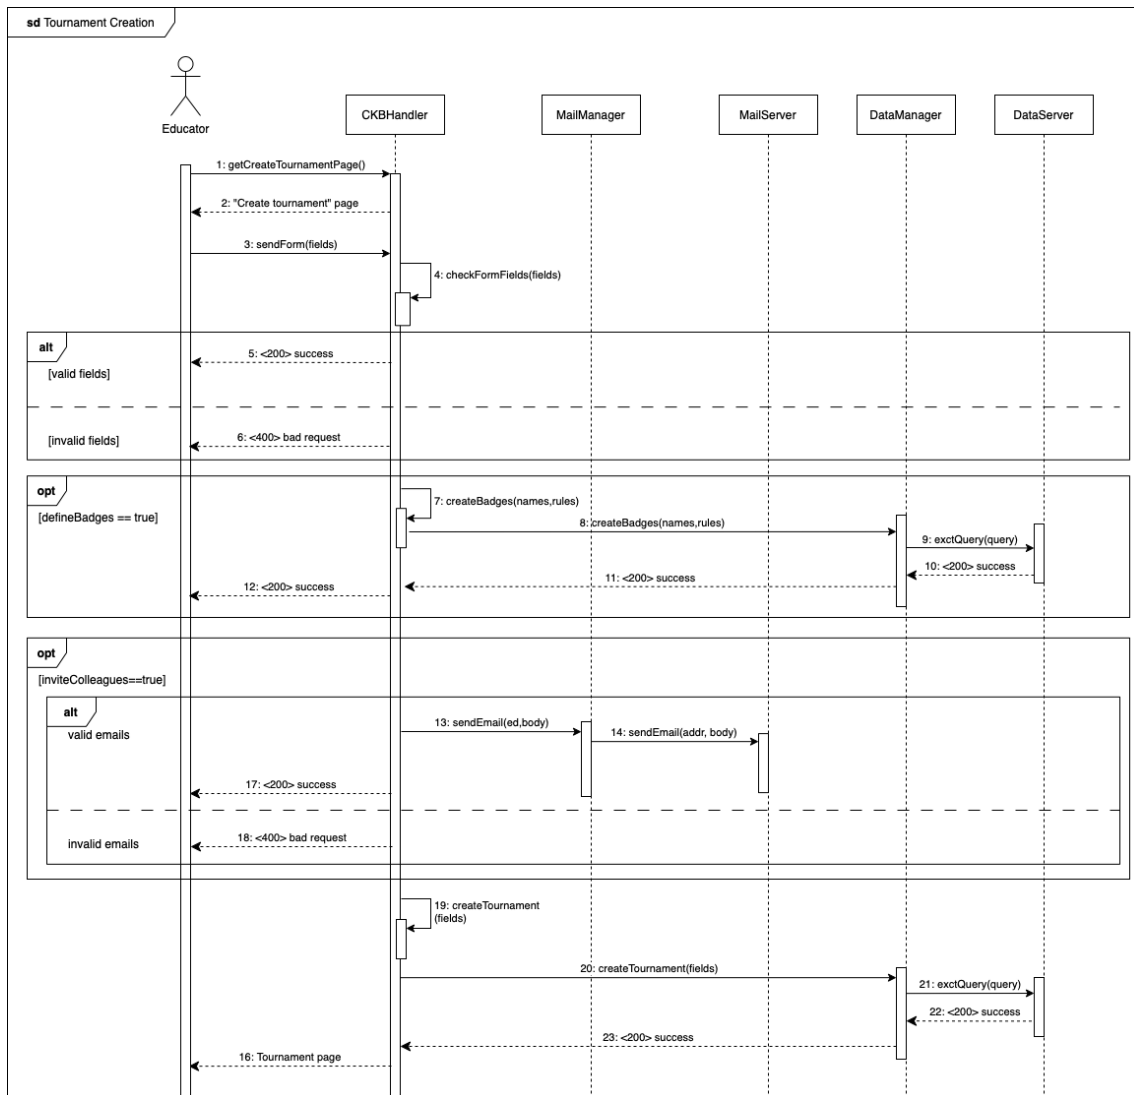 sd Tournament Creation
Educator
CKBHandler
MailManager
MailServer
DataManager
DataServer
1: getCreateTournamentPage()
2: "Create tournament" page
3: sendForm(fields)
4: checkFormFields(fields)
alt
5: <200> success
[valid fields]
[invalid fields]
6: <400> bad request
opt
[defineBadges == true]
7: createBadges(names,rules)
8: createBadges(names,rules)
9: exctQuery(query)
10: <200> success
11: <200> success
12: <200> success
opt
[inviteColleagues==true]
alt
valid emails
13: sendEmail(ed,body)
14: sendEmail(addr, body)
17: <200> success
18: <400> bad request
invalid emails
19: createTournament
(fields)
20: createTournament(fields)
21: exctQuery(query)
22: <200> success
23: <200> success
16: Tournament page